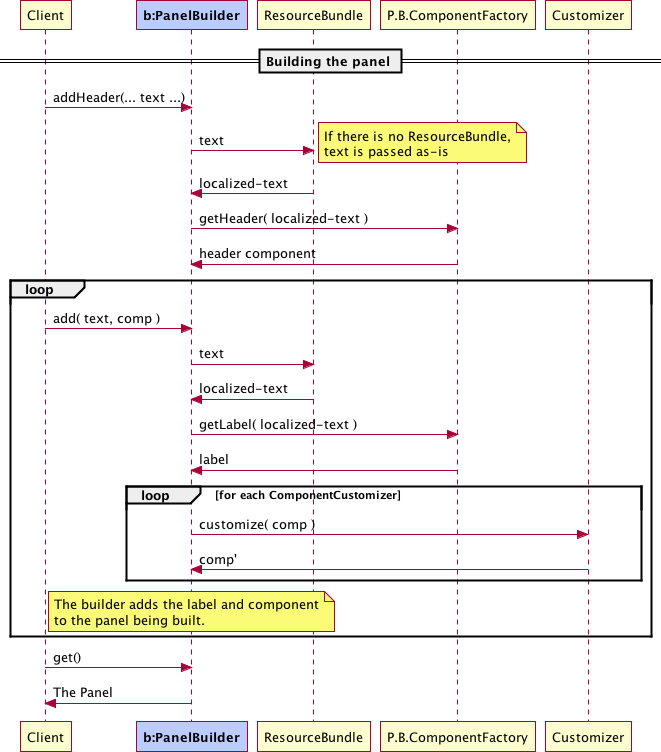 Client
b:PanelBuilder
ResourceBundle
P.B.ComponentFactory
Customizer
Building the panel
addHeader(... text ...)
text
If there is no ResourceBundle,
text is passed as-is
localized-text
getHeader( localized-text )
header component
loop
add( text, comp )
text
localized-text
getLabel( localized-text )
label
loop
[for each ComponentCustomizer]
customize( comp )
comp'
The builder adds the label and component
to the panel being built.
get()
The Panel
Client
b:PanelBuilder
ResourceBundle
P.B.ComponentFactory
Customizer